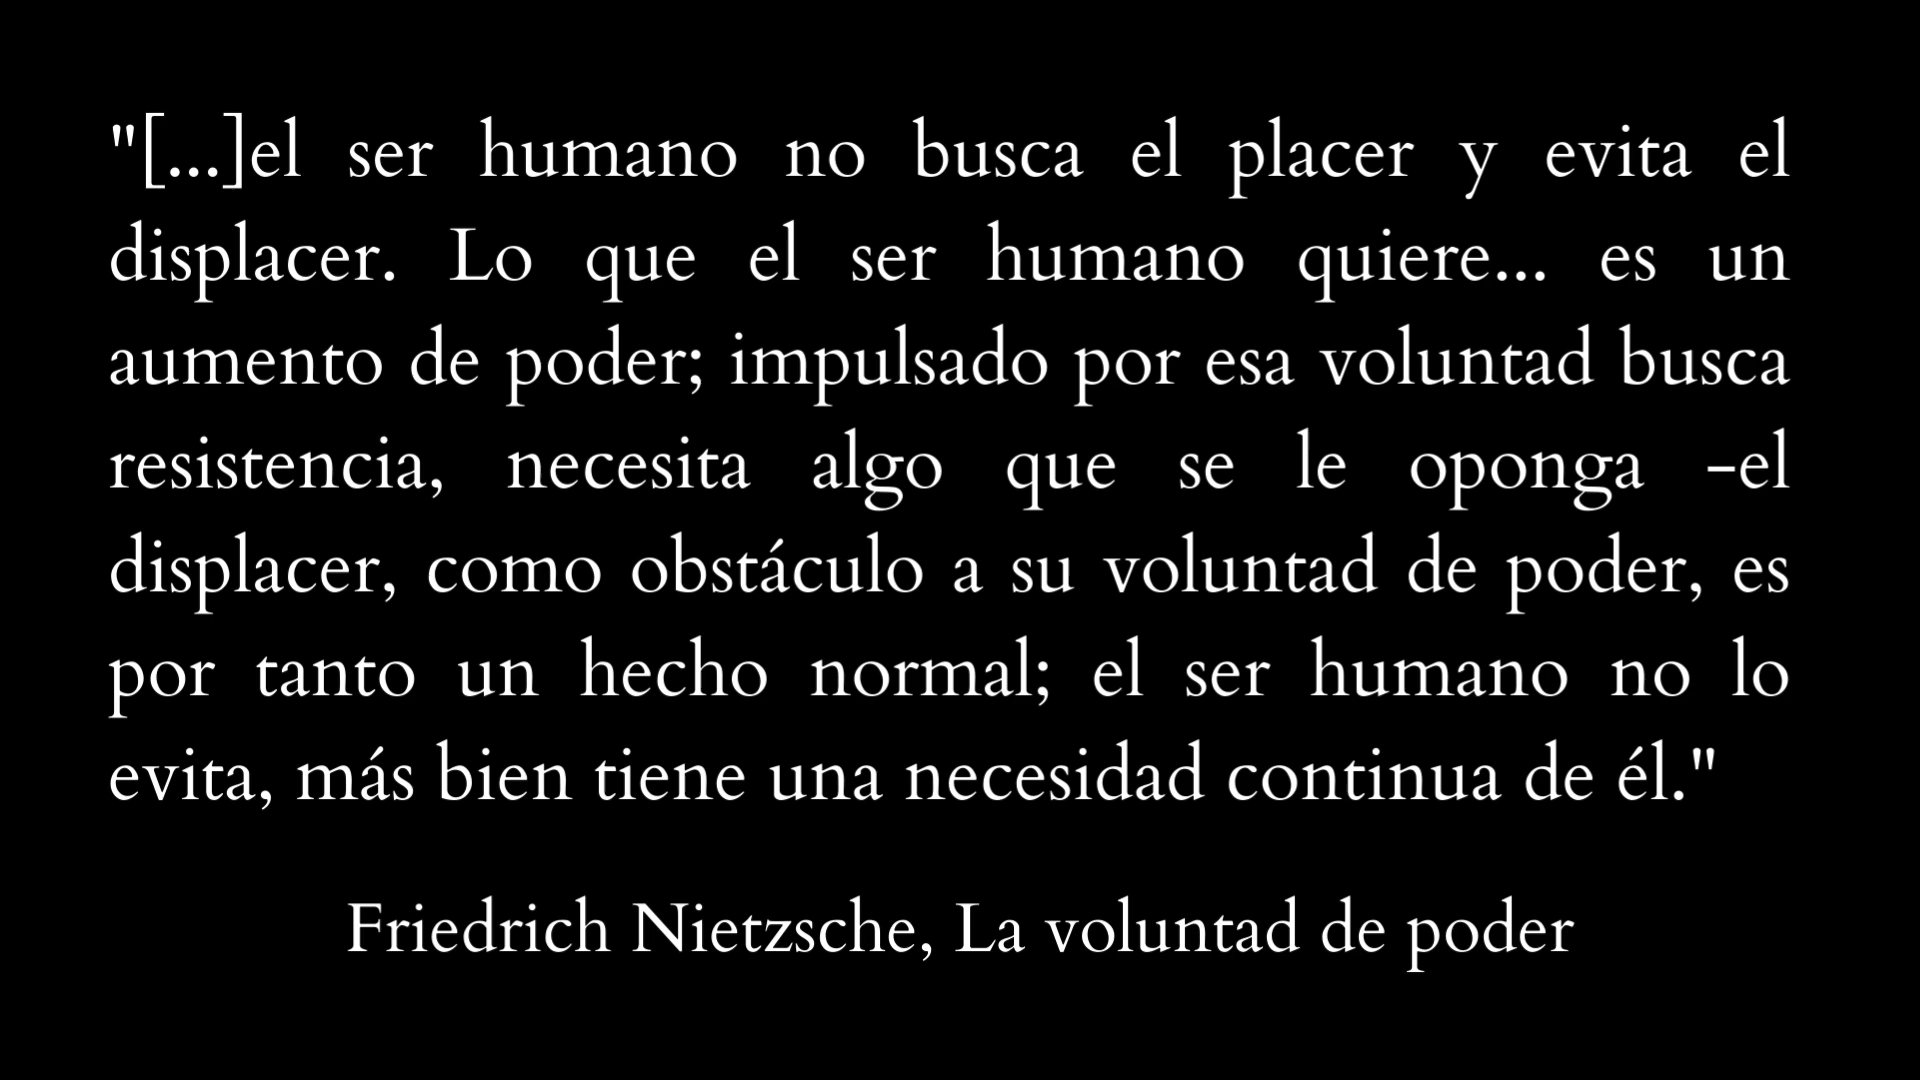 "[...]el ser humano no busca el placer y evita el
displacer. Lo que el ser humano quiere... es un
aumento de poder; impulsado por esa voluntad busca
resistencia, necesita algo que se le oponga -el
displacer, como obstáculo a su voluntad de poder, es
por tanto un hecho normal; el ser humano no lo
evita, más bien tiene una necesidad continua de él."
Friedrich Nietzsche, La voluntad de poder